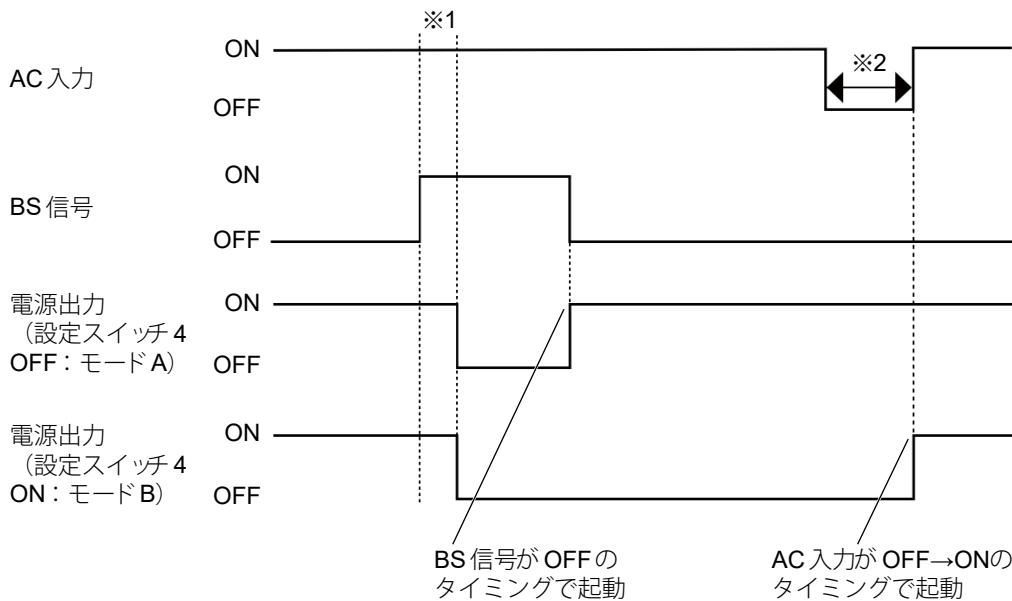 ※1
ON
AC入力
OFF
※2
ON
BS信号
OFF
電源出力
（設定スイッチ4
OFF：モードA）
ON
OFF
電源出力
（設定スイッチ4
ON：モードB）
ON
OFF
BS信号がOFFの
タイミングで起動
AC入力がOFF→ONの
タイミングで起動